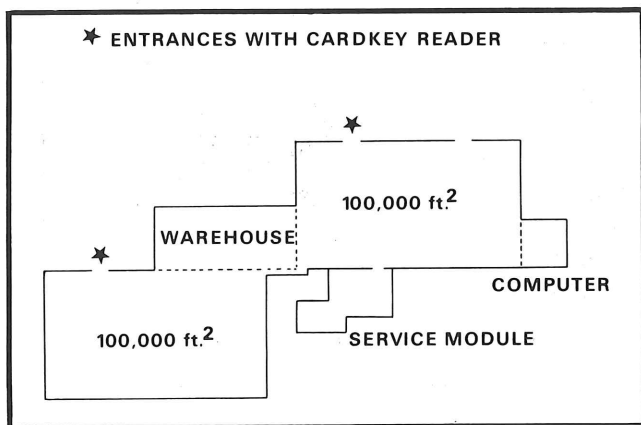 ★ ENTRANCES WITH CARDKEY READER
100,000 ft.²
WAREHOUSE
COMPUTER
SERVICE MODULE
100,000 ft.²